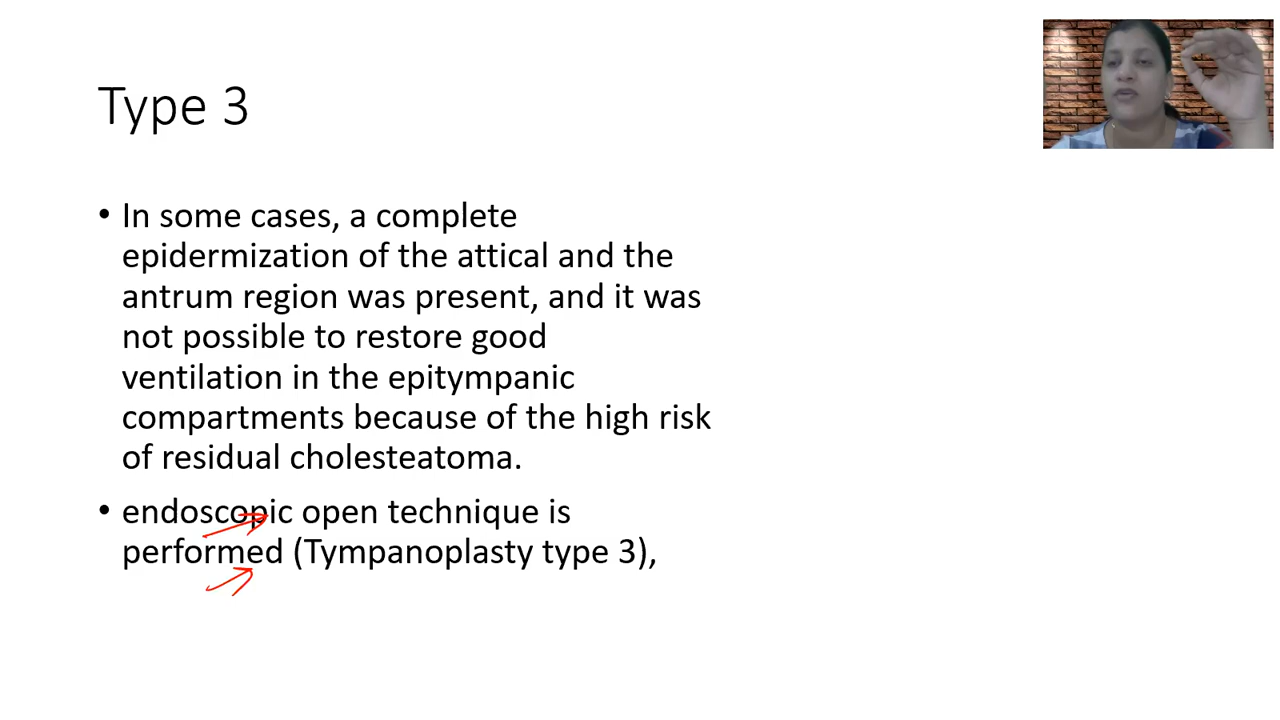 Type 3
• In some cases, a complete
epidermization of the attical and the
antrum region was present, and it was
not possible to restore good
ventilation in the epitympanic
compartments because of the high risk
of residual cholesteatoma.
• endoscopic open technique is
performed (Tympanoplasty type 3),